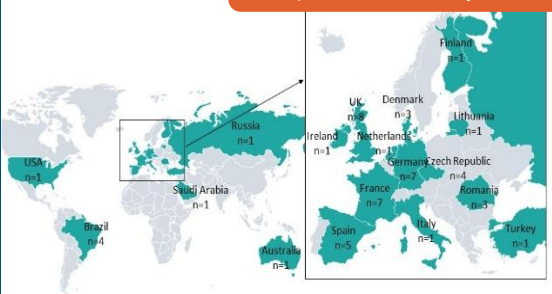 USA
n=1
Brazil
n=4
Russia
n=1
Saudi Arabia
n=1
Australia
n=1
Finland
n=1
UK
n=8
Denmark
n=3
Lithuania
n=1
Ireland
n=1
Netherlands
n=1
Germany
n=7
Czech Republic
n=4
France
n=7
Romania
n=3
Spain
n=5
Italy
n=1
Turkey
n=1